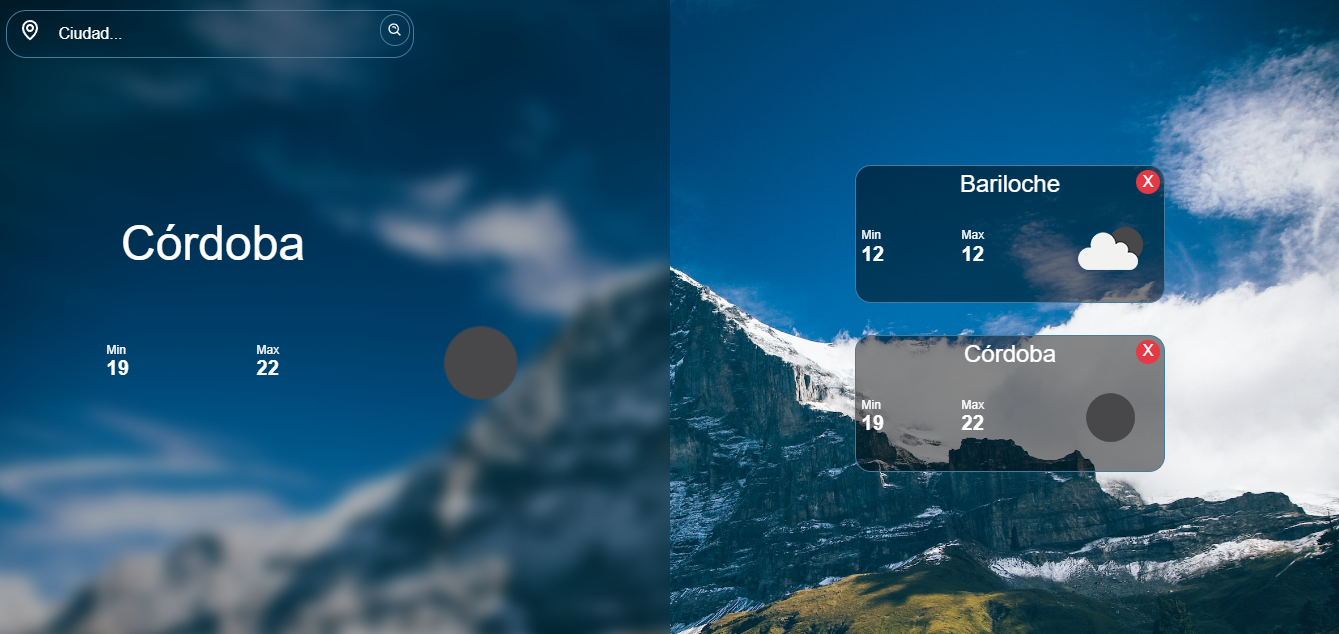 Ciudad...
Córdoba
Min Max
19 22
Bariloche X
Min Max
12 12
Córdoba X
Min Max
19 22